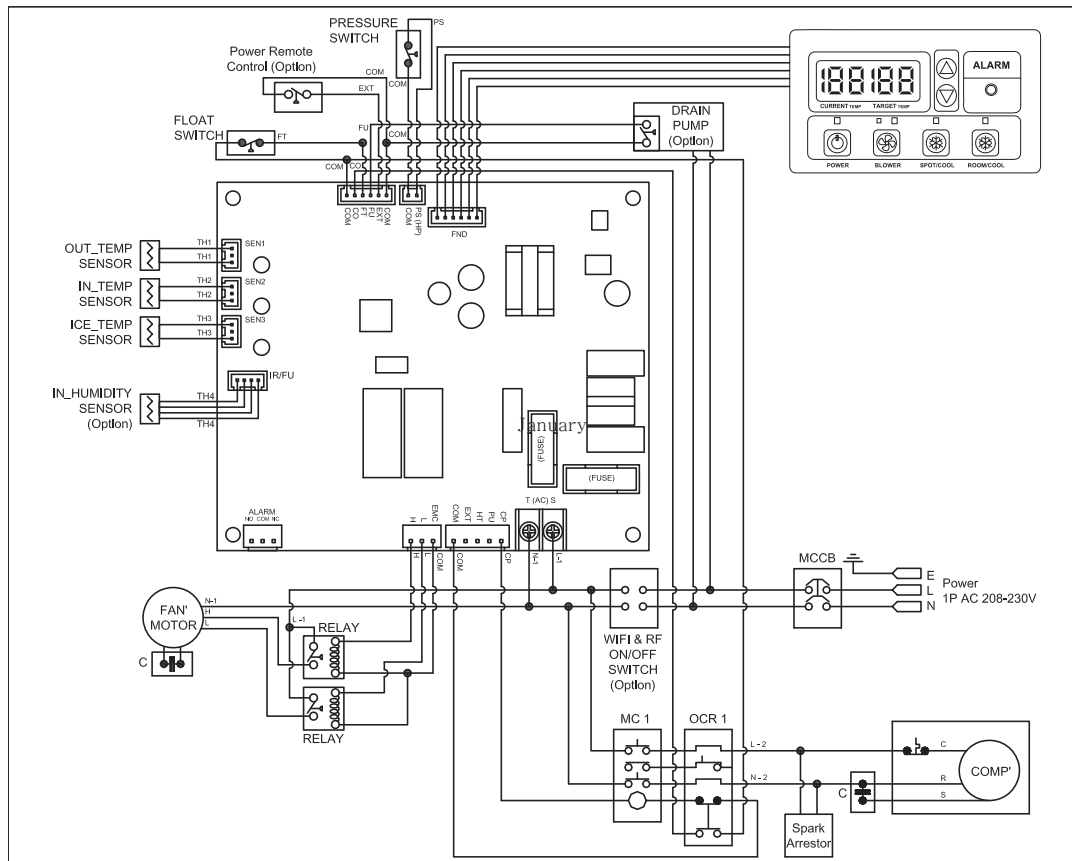 PRESSURE
SWITCH
PS
COM
Power Remote
Control (Option)
COM
EXT
FLOAT
SWITCH
FT
FU
COM
COM
CO
DRAIN
PUMP
(Option)
188188
CURRENT TEMP
TARGET TEMP
ALARM
POWER
BLOWER
SPOT/COOL
ROOM/COOL
COM
CO
FT
FU
EXT
COM
COM
PS (HP)
FND
OUT_TEMP
SENSOR
TH1
TH1
SEN1
IN_TEMP
SENSOR
TH2
TH2
SEN2
ICE_TEMP
SENSOR
TH3
TH3
SEN3
IN_HUMIDITY
SENSOR
(Option)
TH4
TH4
IR/FU
January
(FUSE)
(FUSE)
ALARM
NO COM NC
H
L
EMC
COM
EXT
HT
PU
CP
T (AC) S
H
L
COM
COM
CP
N-1
L-1
MCCB
E
L
N
Power
1P AC 208-230V
FAN'
MOTOR
N-1
H
L
L-1
C
RELAY
RELAY
WIFI & RF
ON/OFF
SWITCH
(Option)
MC 1
OCR 1
L-2
N-2
C
R
S
COMP'
C
Spark
Arrestor